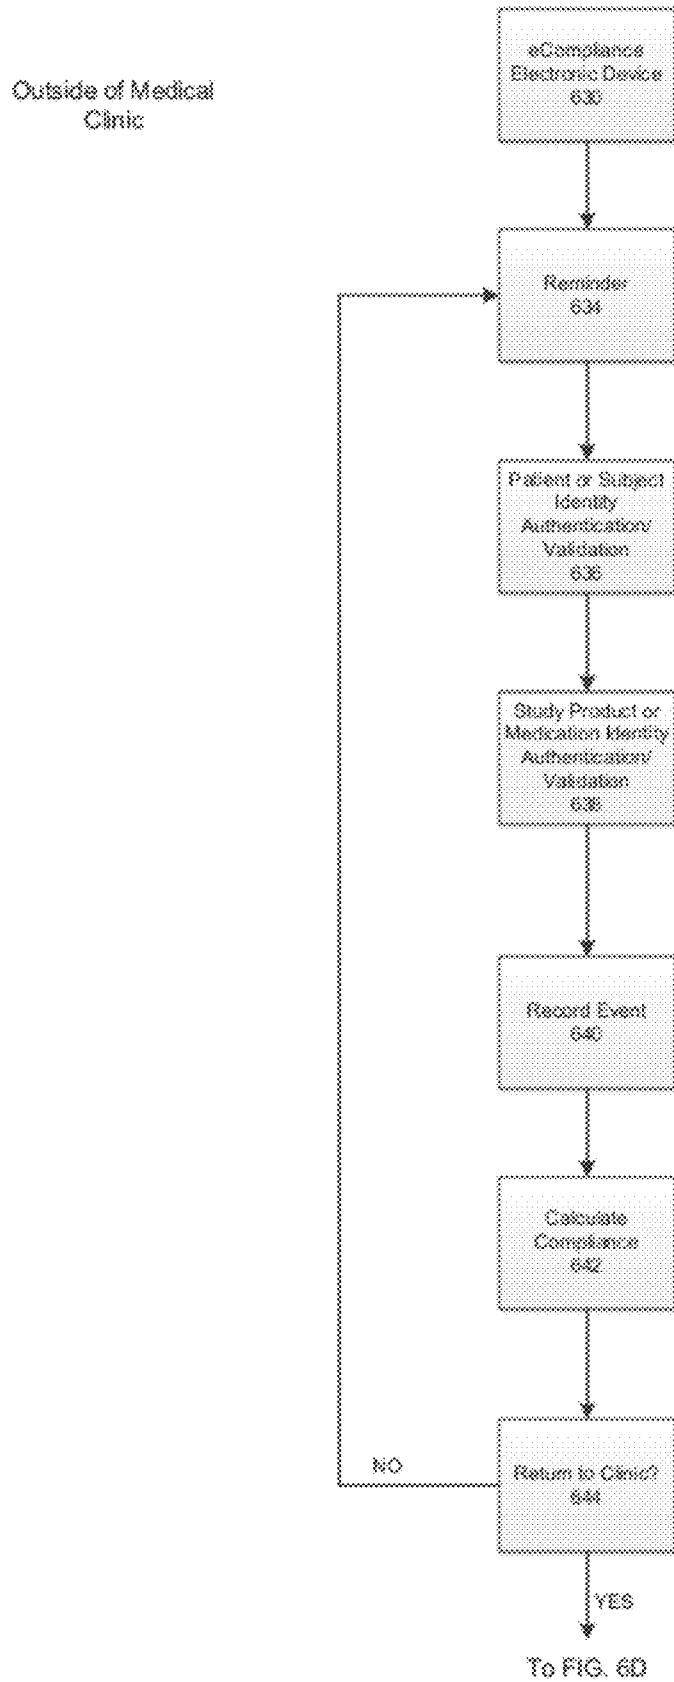 Outside of Medical
Clinic
eCompliance
Electronic Device
630
Reminder
634
Patient or Subject
Identity
Authentication/
Validation
636
Study Product or
Medication Identity
Authentication/
Validation
638
Record Event
640
Calculate
Compliance
642
Return to Clinic?
644
NO
YES
To FIG. 6D